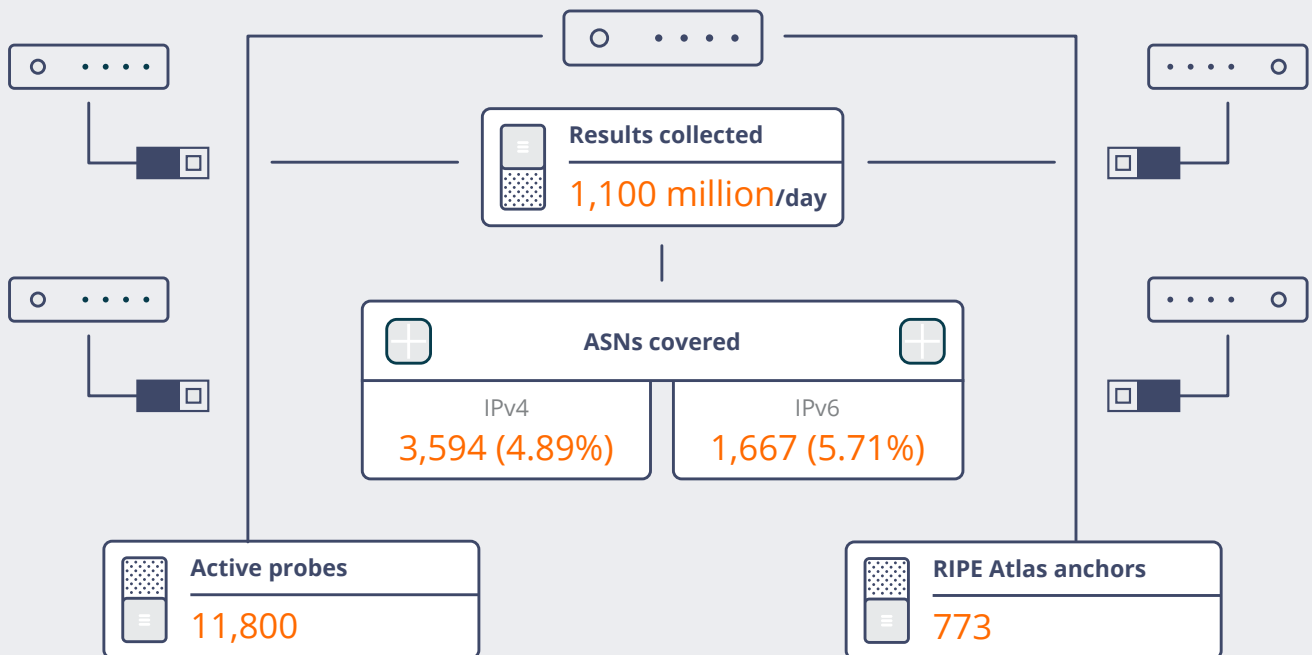 Results collected
1,100 million/day
ASNs covered
IPv4
3,594 (4.89%)
IPv6
1,667 (5.71%)
Active probes
11,800
RIPE Atlas anchors
773